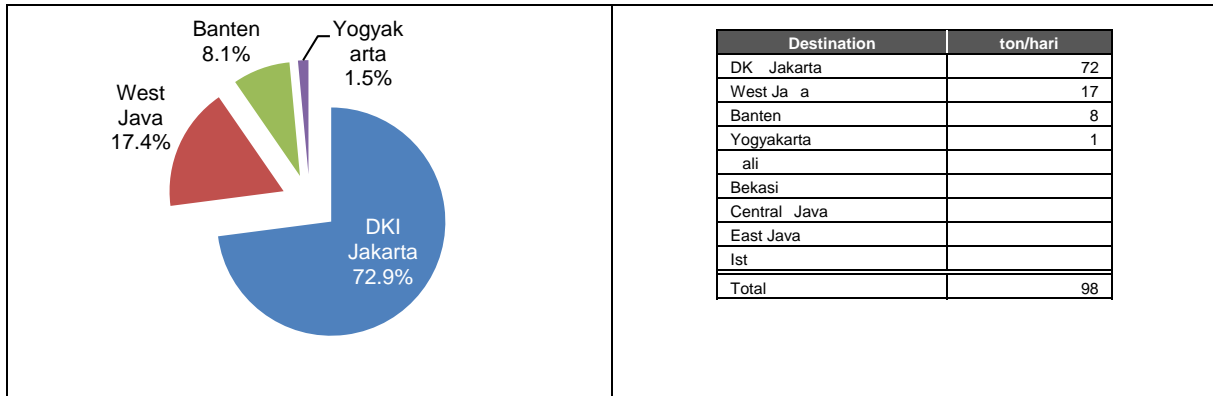 Banten
8.1%
Yogyak
arta
1.5%
West
Java
17.4%
DKI
Jakarta
72.9%
Destination ton/hari
DK Jakarta 72
West Ja a 17
Banten 8
Yogyakarta 1
ali
Bekasi
Central Java
East Java
Ist
Total 98